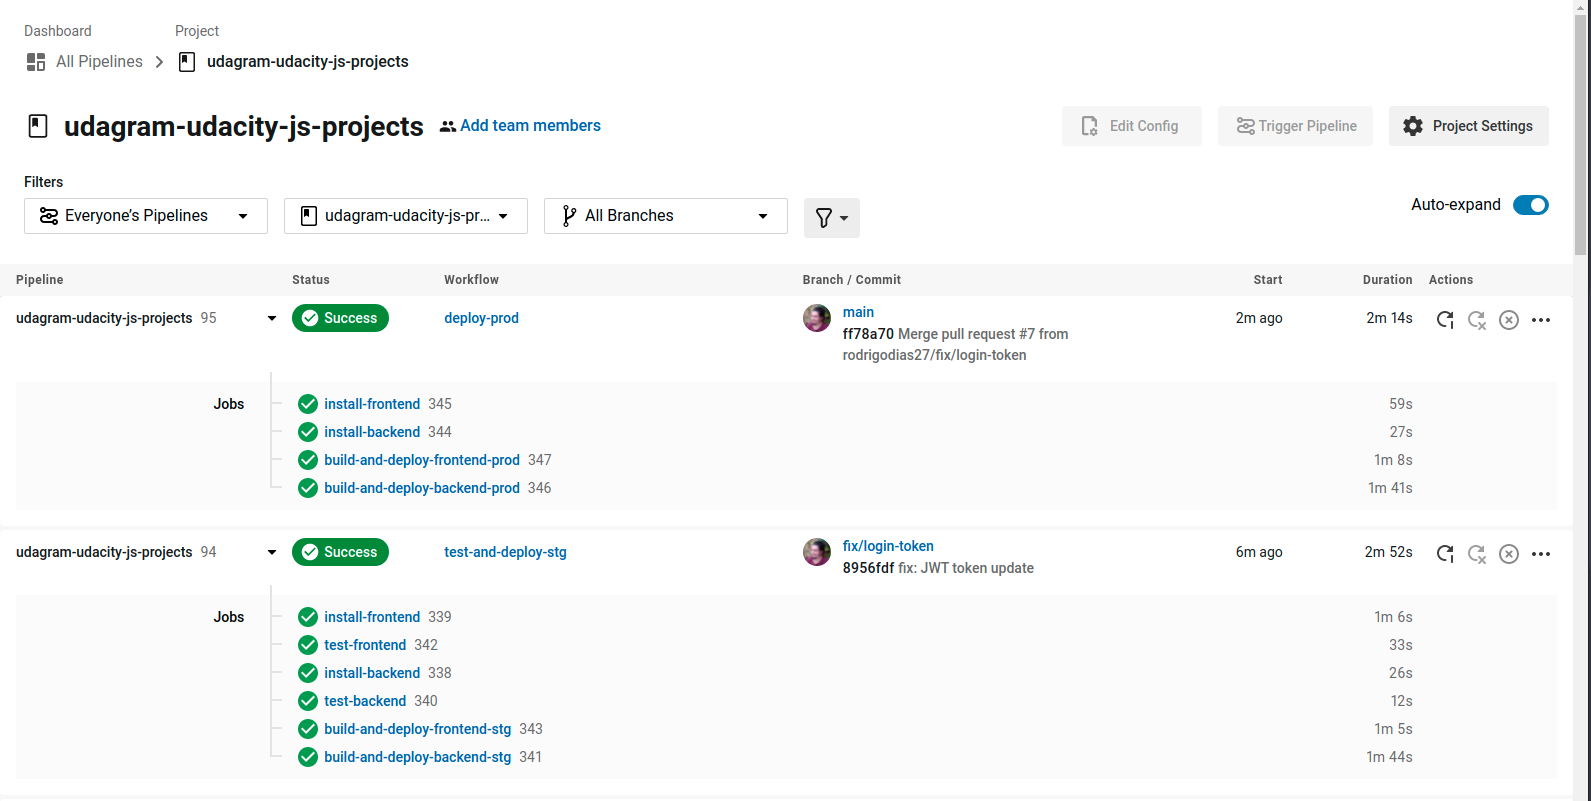 Dashboard Project
All Pipelines udagram-udacity-js-projects
udagram-udacity-js-projects Add team members Edit Config Trigger Pipeline Project Settings
Filters
Everyone's Pipelines udagram-udacity-js-pr... All Branches Auto-expand
Pipeline Status Workflow Branch / Commit Start Duration Actions
udagram-udacity-js-projects 95 Success deploy-prod main 2m ago 2m 14s
ff78a70 Merge pull request #7 from
rodrigodias27/fix/login-token
Jobs install-frontend 345 59s
install-backend 344 27s
build-and-deploy-frontend-prod 347 1m 8s
build-and-deploy-backend-prod 346 1m 41s
udagram-udacity-js-projects 94 Success test-and-deploy-stg fix/login-token 6m ago 2m 52s
8956fdf fix: JWT token update
Jobs install-frontend 339 1m 6s
test-frontend 342 33s
install-backend 338 26s
test-backend 340 12s
build-and-deploy-frontend-stg 343 1m 5s
build-and-deploy-backend-stg 341 1m 44s